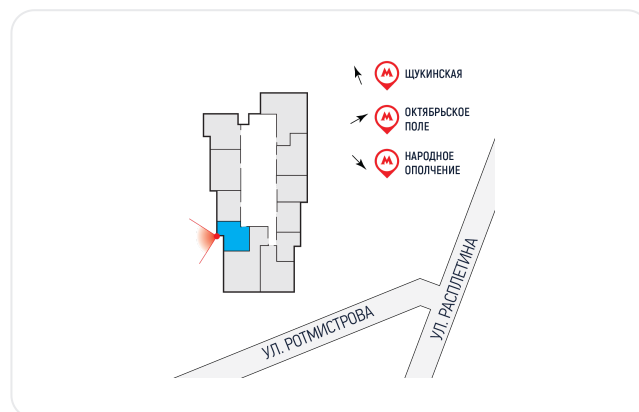 ЩУКИНСКАЯ
ОКТЯБРЬСКОЕ
ПОЛЕ
НАРОДНОЕ
ОПОЛЧЕНИЕ
УЛ. РАСПЛЕТИНА
УЛ. РОТМИСТРОВА